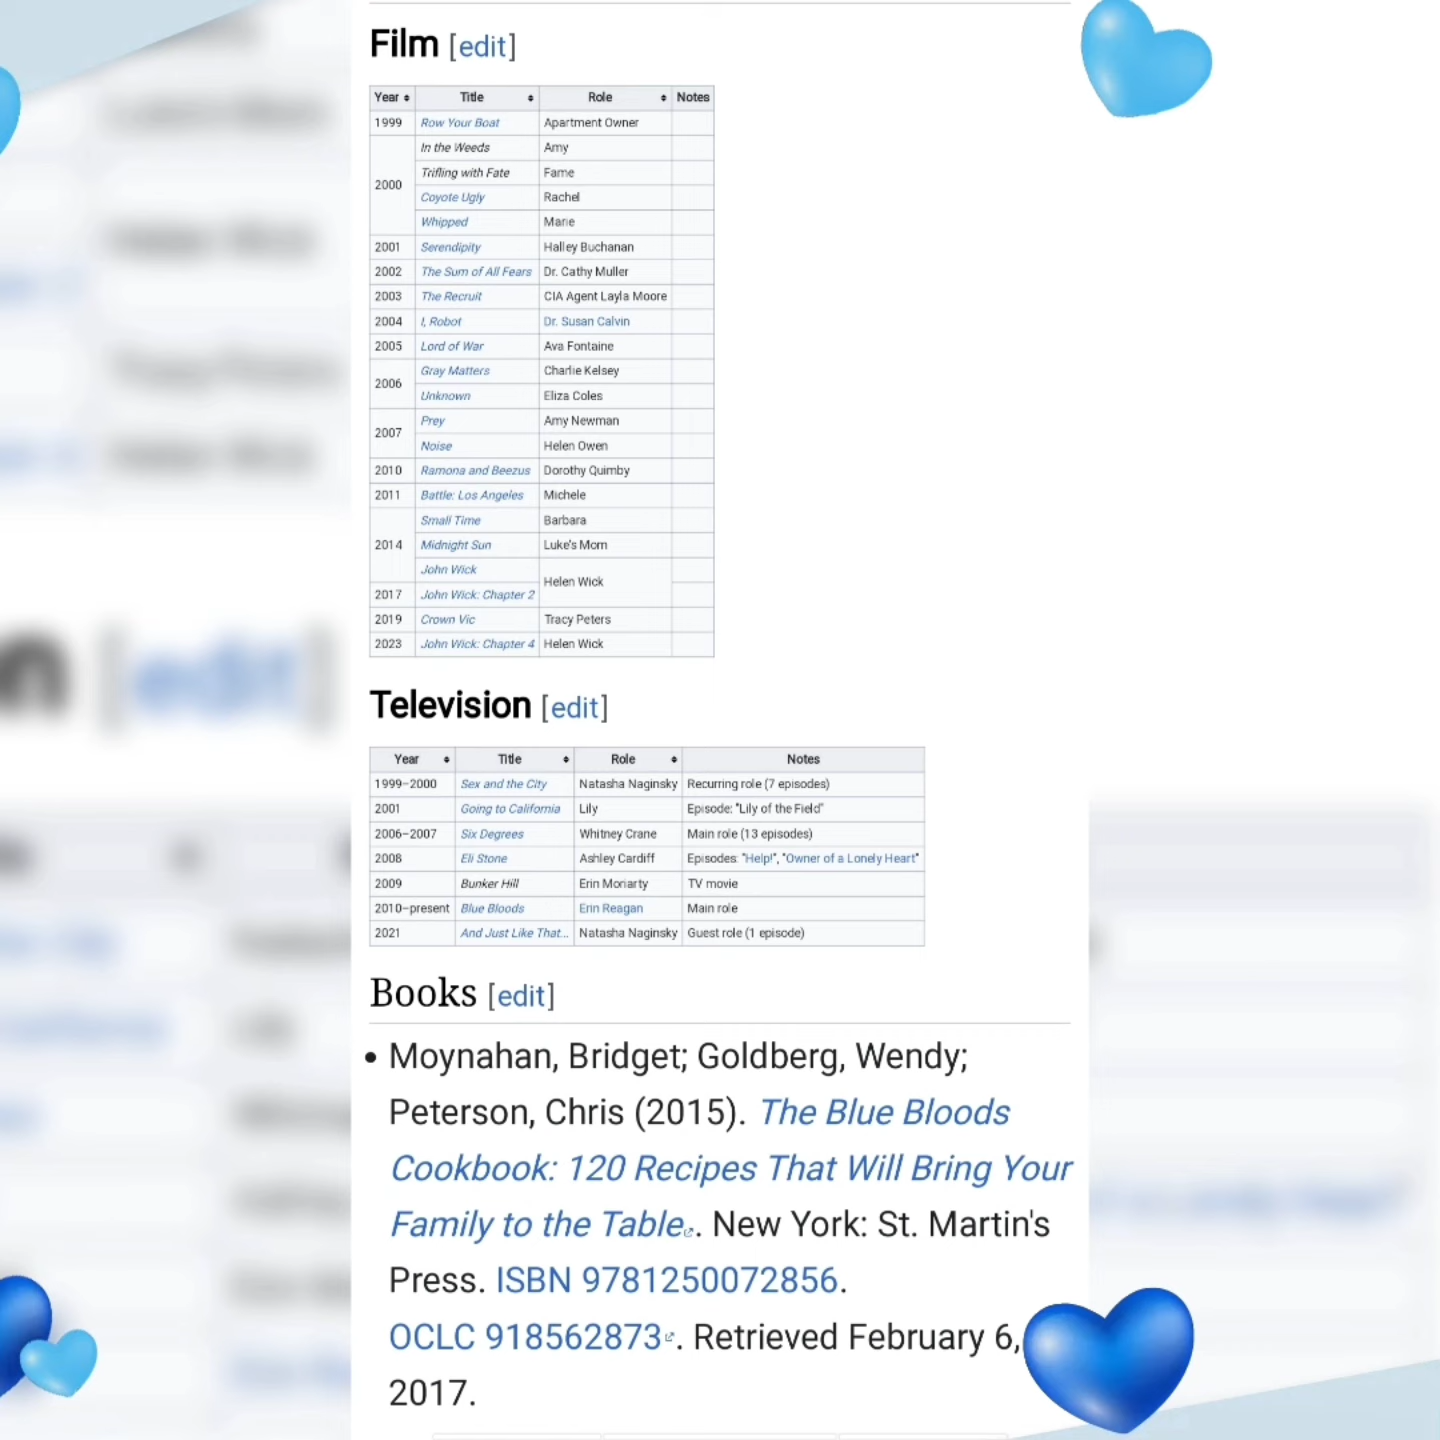 Film [edit]
Year Title Role Notes
1999 Row Your Boat Apartment Owner
2000 In the Weeds Amy
Trifling with Fate Fame
Coyote Ugly Rachel
Whipped Marie
2001 Serendipity Halley Buchanan
2002 The Sum of All Fears Dr. Cathy Muller
2003 The Recruit CIA Agent Layla Moore
2004 I, Robot Dr. Susan Calvin
2005 Lord of War Ava Fontaine
2006 Gray Matters Charlie Kelsey
Unknown Eliza Coles
2007 Prey Amy Newman
Noise Helen Owen
2010 Ramona and Beezus Dorothy Quimby
2011 Battle: Los Angeles Michele
2014 Small Time Barbara
Midnight Sun Luke's Mom
John Wick Helen Wick
2017 John Wick: Chapter 2
2019 Crown Vic Tracy Peters
2023 John Wick: Chapter 4 Helen Wick
Television [edit]
Year Title Role Notes
1999–2000 Sex and the City Natasha Naginsky Recurring role (7 episodes)
2001 Going to California Lily Episode: "Lily of the Field"
2006–2007 Six Degrees Whitney Crane Main role (13 episodes)
2008 Eli Stone Ashley Cardiff Episodes: "Help!", "Owner of a Lonely Heart"
2009 Bunker Hill Erin Moriarty TV movie
2010–present Blue Bloods Erin Reagan Main role
2021 And Just Like That... Natasha Naginsky Guest role (1 episode)
Books [edit]
• Moynahan, Bridget; Goldberg, Wendy;
Peterson, Chris (2015). The Blue Bloods
Cookbook: 120 Recipes That Will Bring Your
Family to the Table. New York: St. Martin's
Press. ISBN 9781250072856.
OCLC 918562873. Retrieved February 6,
2017.